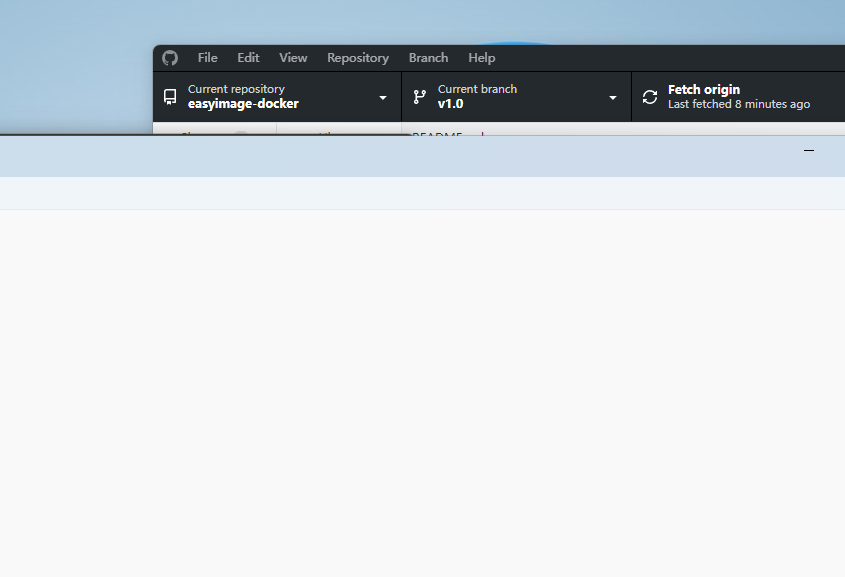 File Edit View Repository Branch Help
Current repository
easyimage-docker
Current branch
v1.0
Fetch origin
Last fetched 8 minutes ago